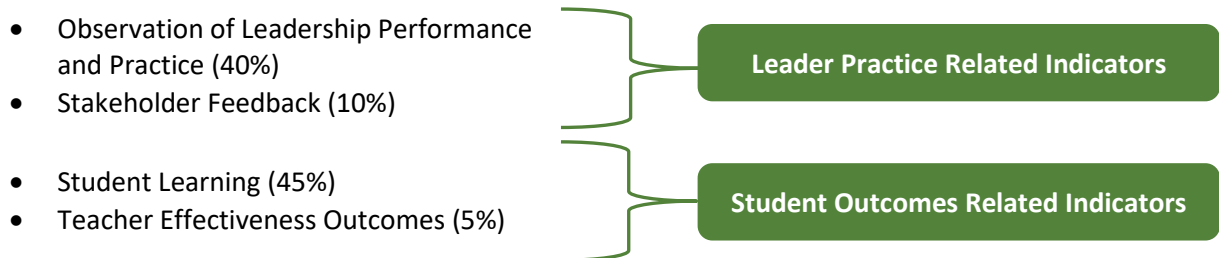 • Observation of Leadership Performance
and Practice (40%)
• Stakeholder Feedback (10%)
Leader Practice Related Indicators
• Student Learning (45%)
• Teacher Effectiveness Outcomes (5%)
Student Outcomes Related Indicators